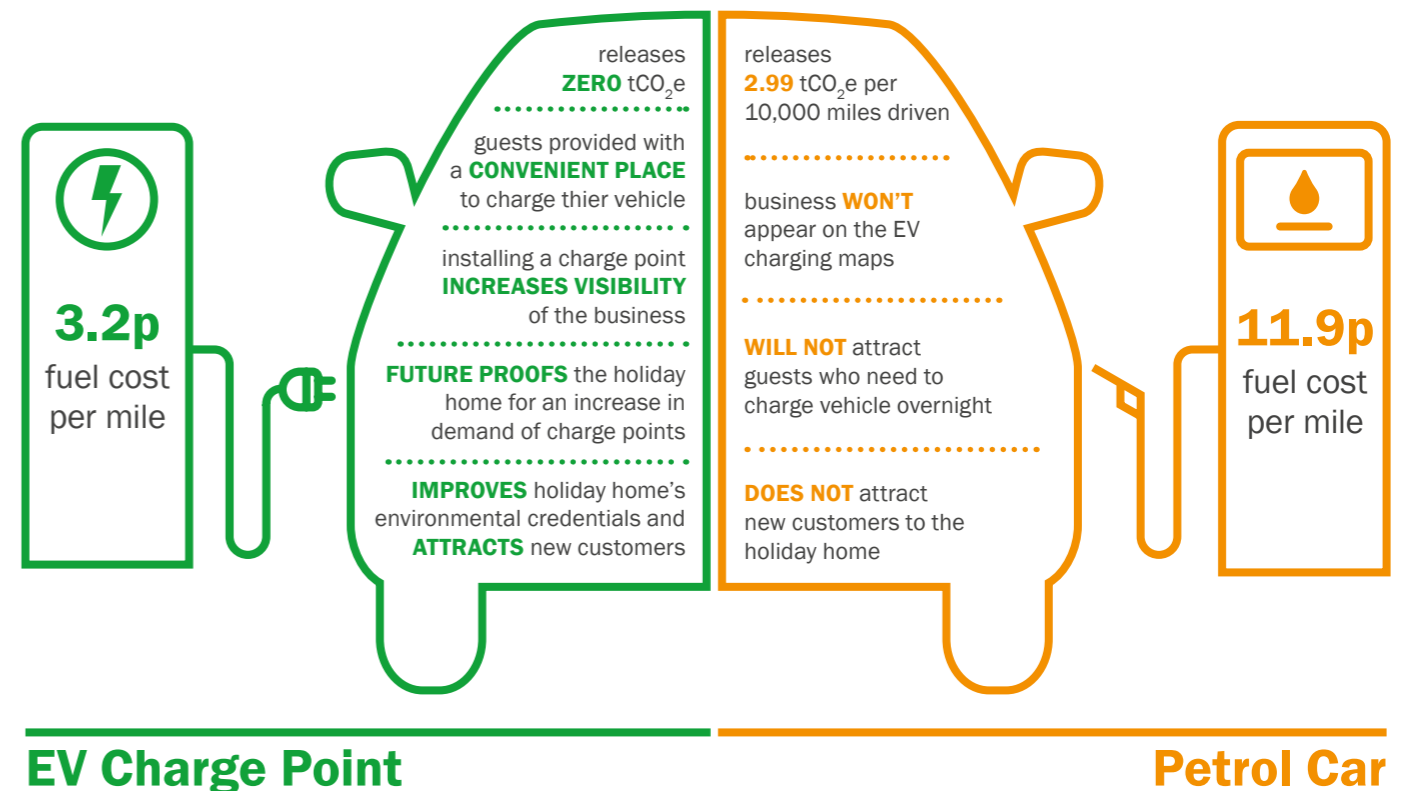 3.2p
fuel cost
per mile
releases
ZERO tCO₂e
guests provided with
a CONVENIENT PLACE
to charge thier vehicle
installing a charge point
INCREASES VISIBILITY
of the business
FUTURE PROOFS the holiday
home for an increase in
demand of charge points
IMPROVES holiday home's
environmental credentials and
ATTRACTS new customers
releases
2.99 tCO₂e per
10,000 miles driven
business WON'T
appear on the EV
charging maps
WILL NOT attract
guests who need to
charge vehicle overnight
DOES NOT attract
new customers to the
holiday home
11.9p
fuel cost
per mile
EV Charge Point
Petrol Car